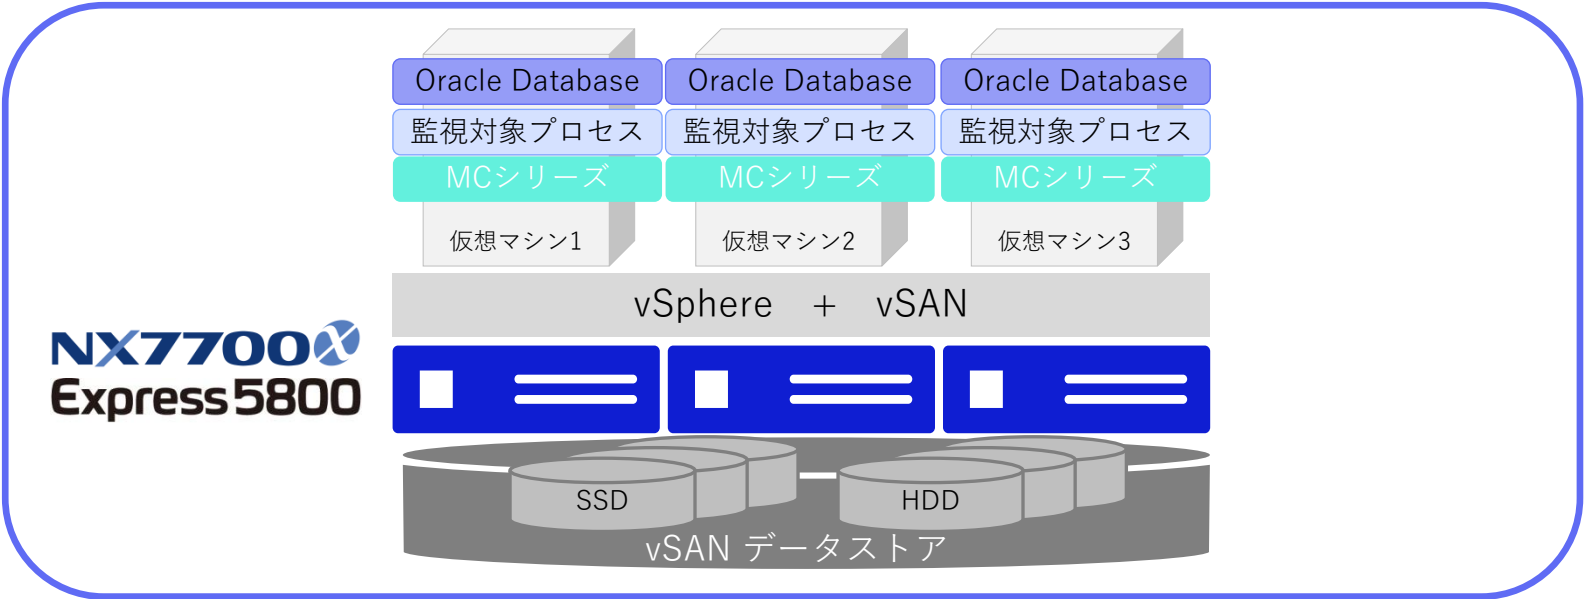 Oracle Database Oracle Database Oracle Database
監視対象プロセス 監視対象プロセス 監視対象プロセス
MCシリーズ MCシリーズ MCシリーズ
仮想マシン1 仮想マシン2 仮想マシン3
vSphere + vSAN
NX7700x
Express5800
SSD HDD
vSAN データストア